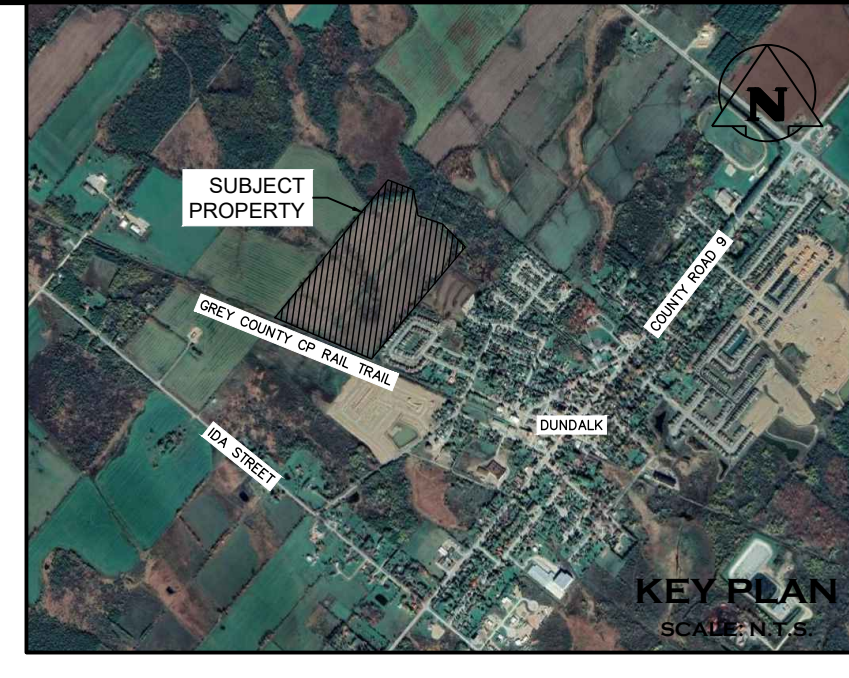 N
SUBJECT
PROPERTY
COUNTY ROAD 9
GREY COUNTY CP RAIL TRAIL
DUNDALK
IDA STREET
KEY PLAN
SCALE: N.T.S.